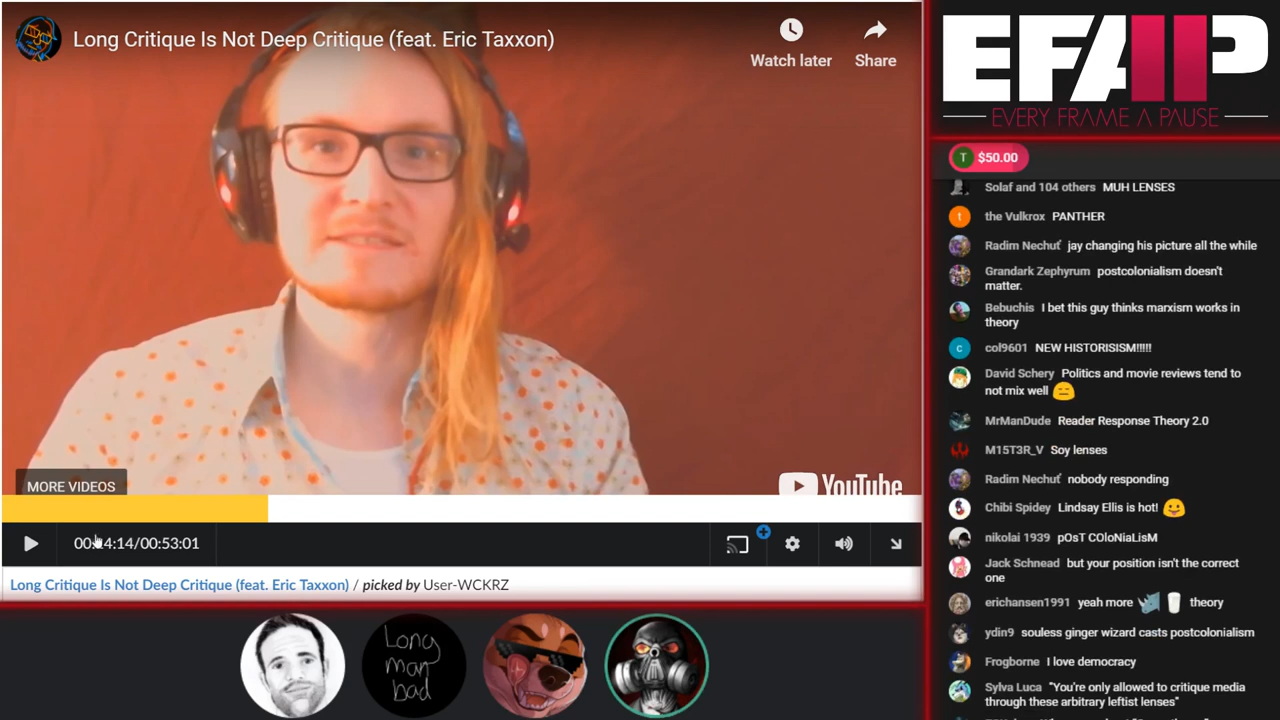 Long Critique Is Not Deep Critique (feat. Eric Taxxon)
Watch later
Share
MORE VIDEOS
YouTube
4:14/00:53:01
Long Critique Is Not Deep Critique (feat. Eric Taxxon) / picked by User-WCKRZ
Long
man
bad
EFAP
EVERY FRAME A PAUSE
T $50.00
Solaf and 104 others MUH LENSES
t the Vulkrox PANTHER
Radim Nechuť jay changing his picture all the while
Grandark Zephyrum postcolonialism doesn't
matter.
Bebuchis I bet this guy thinks marxism works in
theory
c col9601 NEW HISTORISISM!!!!!
David Schery Politics and movie reviews tend to
not mix well 😑
MrManDude Reader Response Theory 2.0
M15T3R_V Soy lenses
Radim Nechuť nobody responding
Chibi Spidey Lindsay Ellis is hot! 😛
nikolai 1939 pOsT COloNiaLisM
Jack Schnead but your position isn't the correct
one
erichansen1991 yeah more 🦏 🥛 theory
ydin9 souless ginger wizard casts postcolonialism
Frogborne I love democracy
Sylva Luca "You're only allowed to critique media
through these arbitrary leftist lenses"